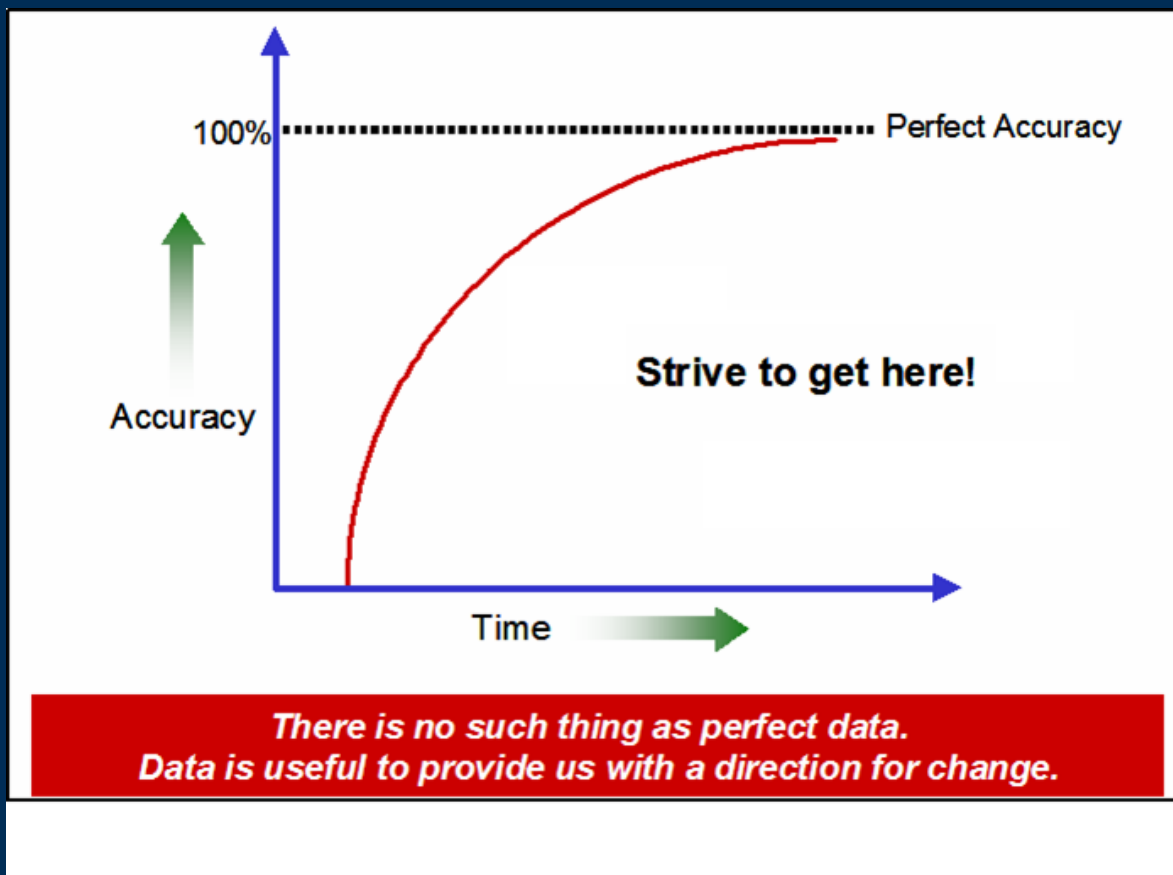 100%
Perfect Accuracy
Strive to get here!
Accuracy
Time
There is no such thing as perfect data.
Data is useful to provide us with a direction for change.